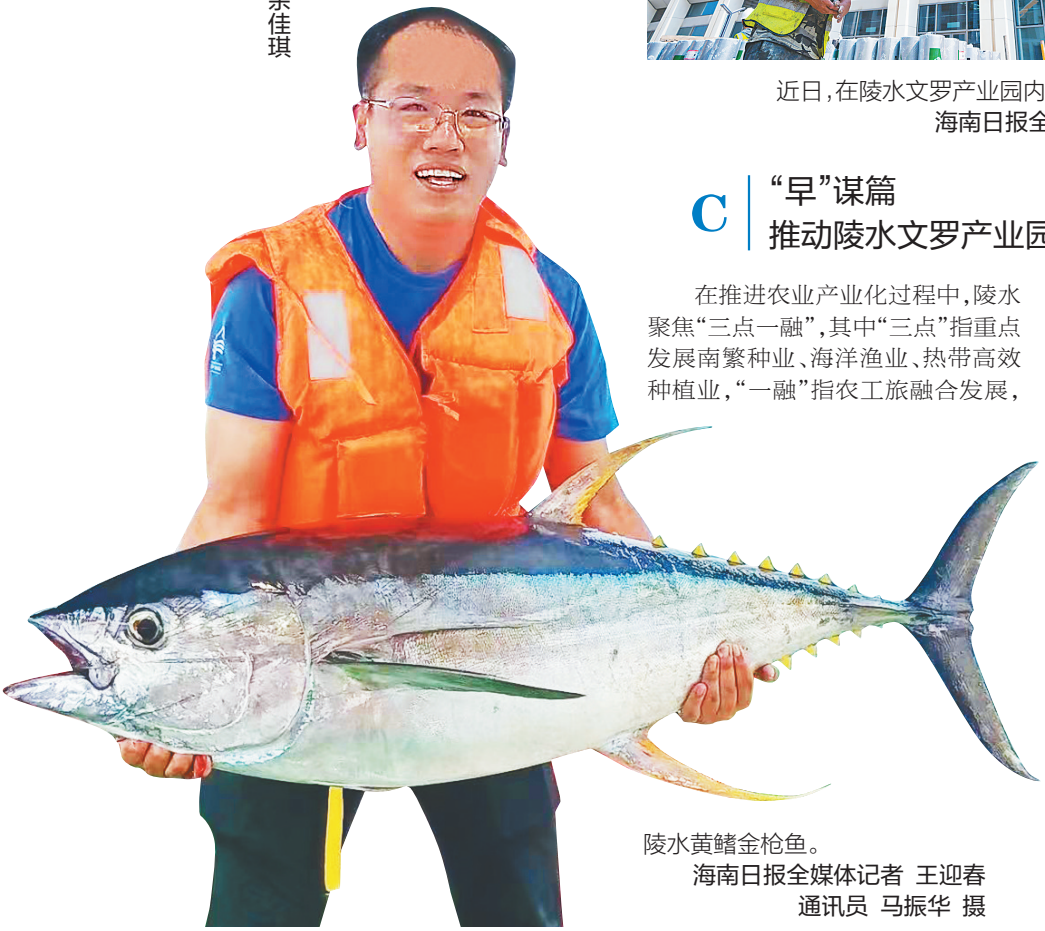 佳琪
近日，在陵水文罗产业园内
海南日报全
C
“早”谋篇
推动陵水文罗产业园
在推进农业产业化过程中，陵水
聚焦“三点一融”，其中“三点”指重点
发展南繁种业、海洋渔业、热带高效
种植业，“一融”指农工旅融合发展，
陵水黄鳍金枪鱼。
海南日报全媒体记者 王迎春
通讯员 马振华 摄